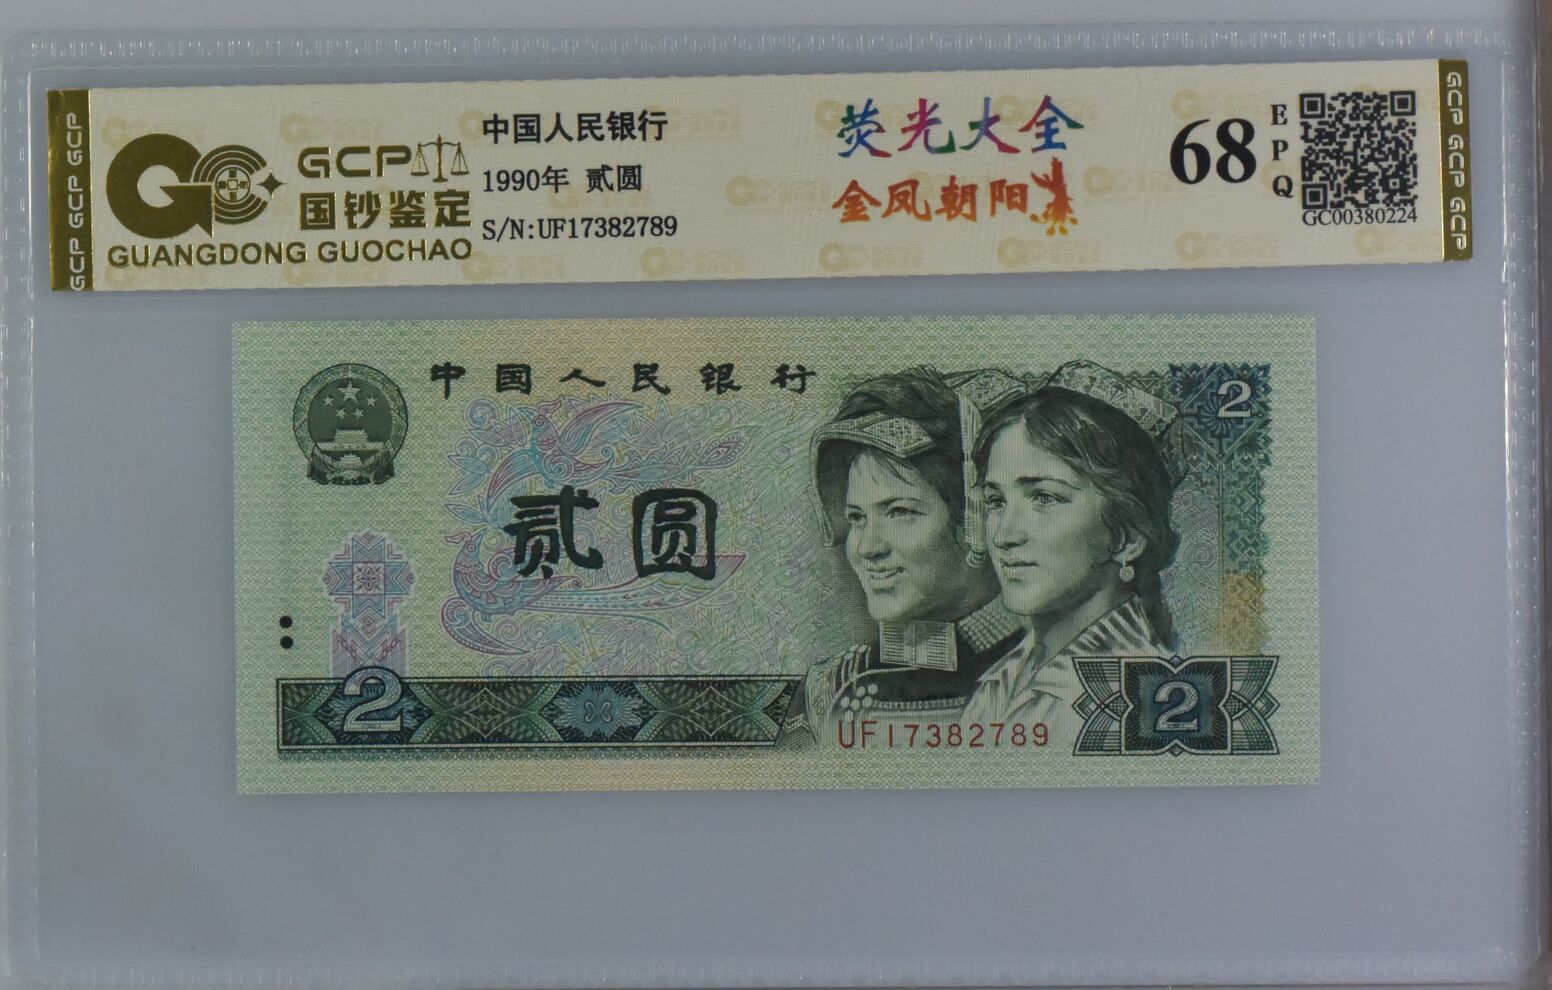 GCP GCP GCP
GCP
国钞鉴定
GUANGDONG GUOCHAO
中国人民银行
1990年 贰圆
S/N:UF17382789
荧光大全
金凤朝阳
68
EPQ
GC00380224
GCP GCP GCP
中国人民银行
2
贰圆
2
UF17382789
2